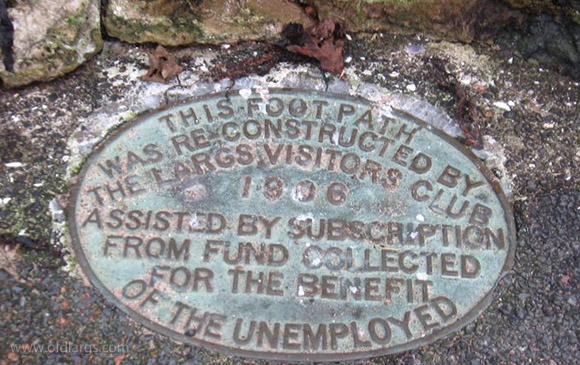 THIS FOOTPATH
WAS RE-CONSTRUCTED BY
THE LARGS VISITORS CLUB
1906
ASSISTED BY SUBSCRIPTION
FROM FUND COLLECTED
FOR THE BENEFIT
OF THE UNEMPLOYED
www.oldlargs.com